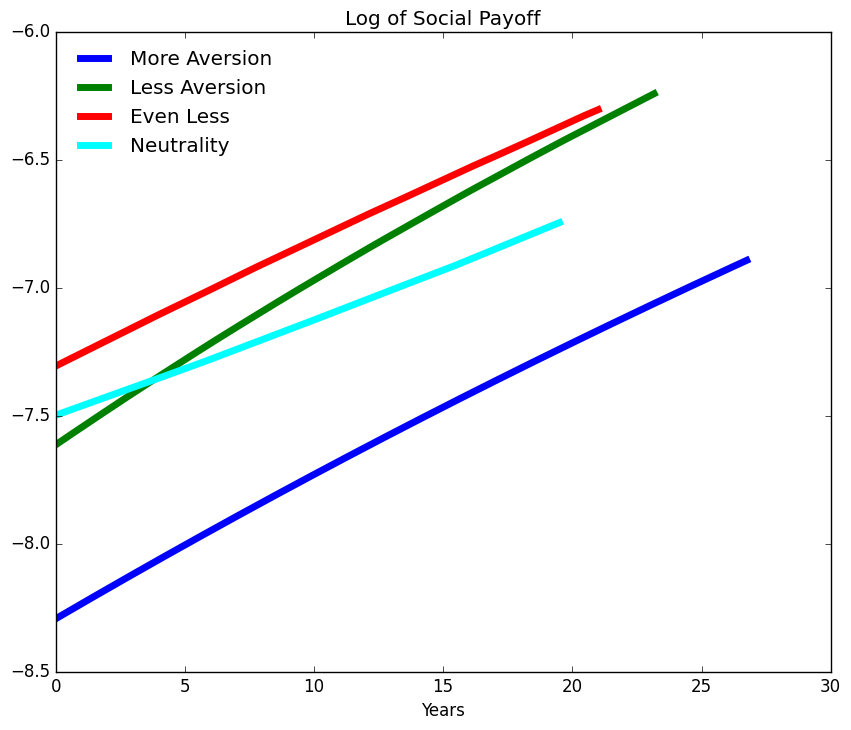 Log of Social Payoff
−6.0
−6.5
−7.0
−7.5
−8.0
−8.5
More Aversion
Less Aversion
Even Less
Neutrality
0 5 10 15 20 25 30
Years